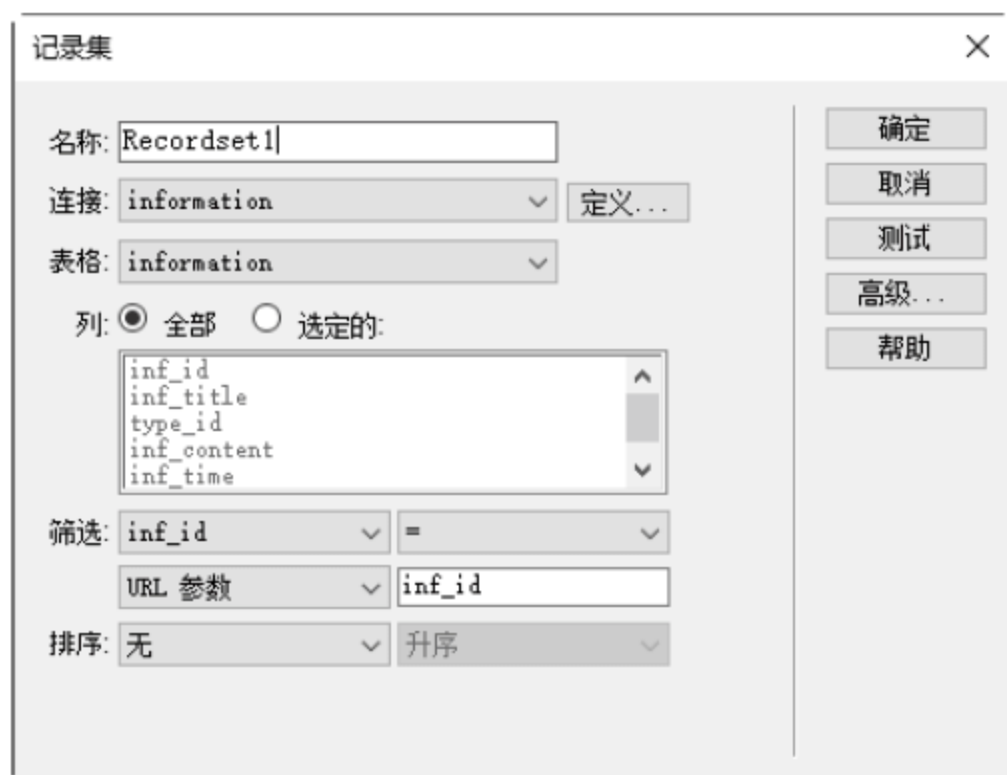 记录集
名称: Recordset1
连接: information 定义...
表格: information
列: 全部 选定的:
inf_id
inf_title
type_id
inf_content
inf_time
筛选: inf_id =
URL 参数 inf_id
排序: 无 升序
确定
取消
测试
高级...
帮助